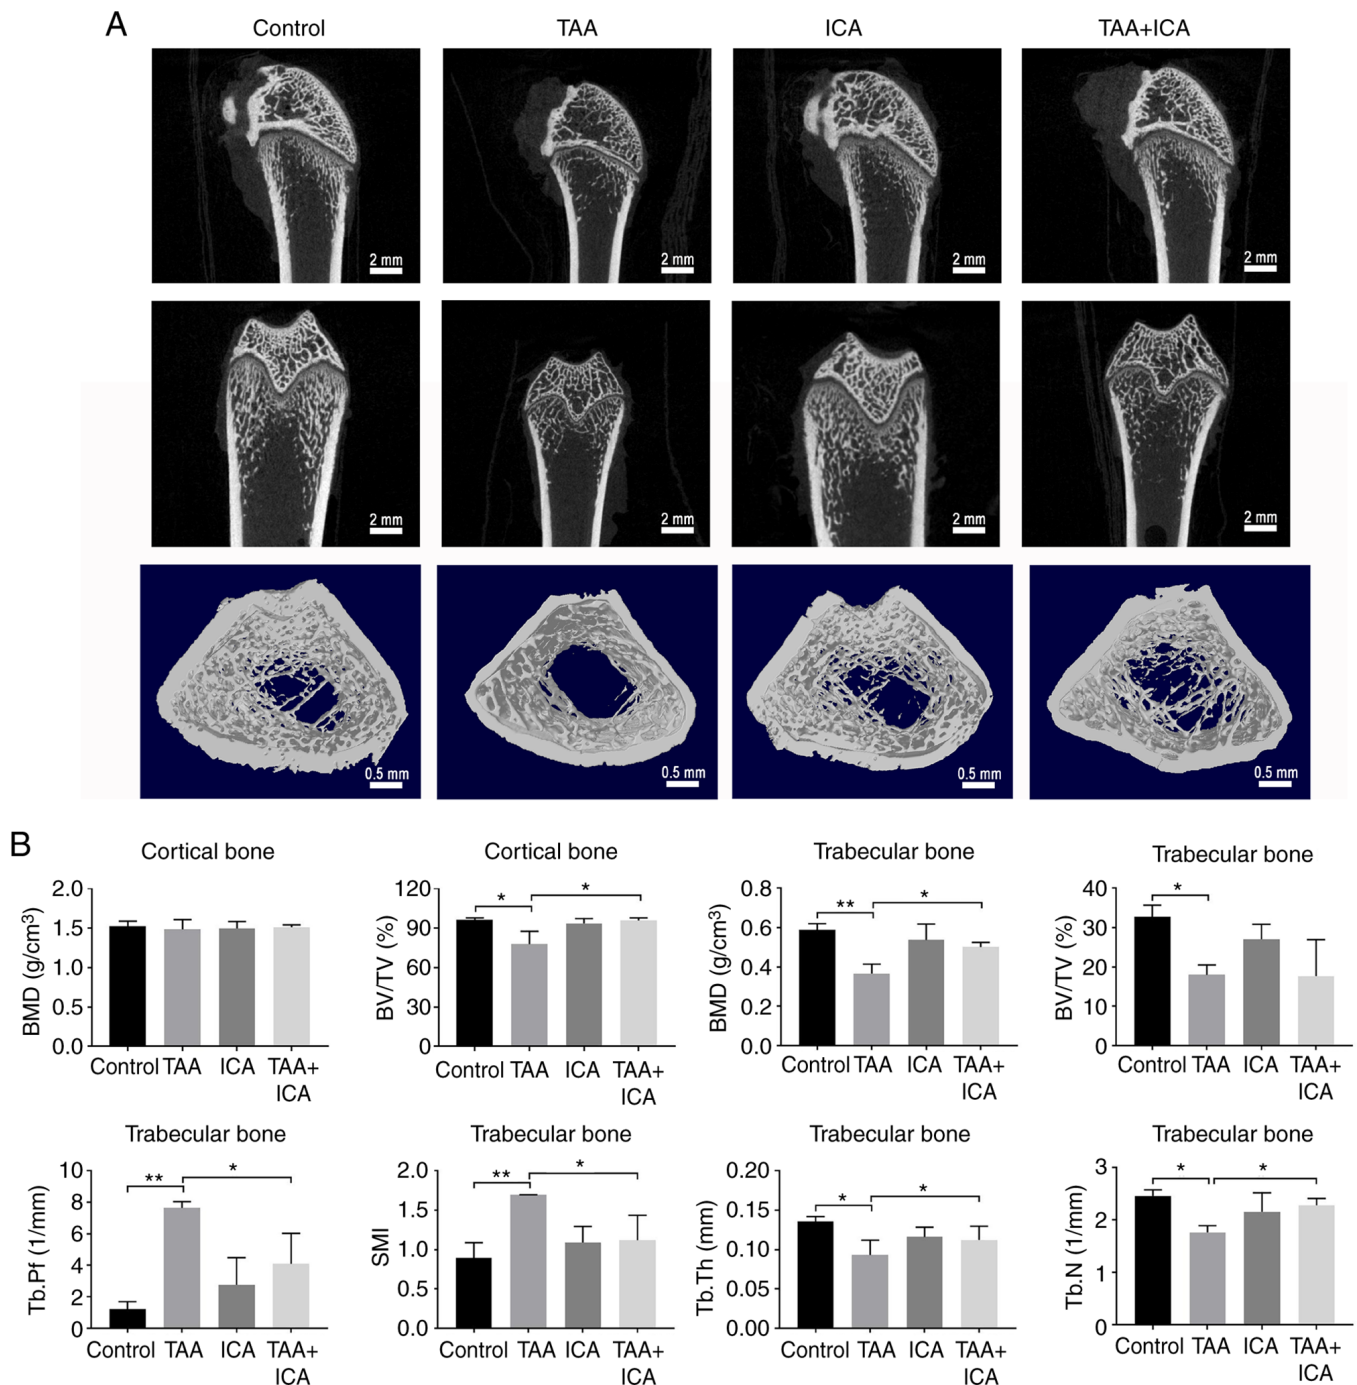 A
Control
TAA
ICA
TAA+ICA
2 mm
2 mm
2 mm
2 mm
2 mm
2 mm
2 mm
2 mm
0.5 mm
0.5 mm
0.5 mm
0.5 mm
B
Cortical bone
BMD (g/cm³)
2.0
1.5
1.0
0.5
0.0
Control TAA ICA TAA+
ICA
Cortical bone
BV/TV (%)
120
90
60
30
0
* *
Control TAA ICA TAA+
ICA
Trabecular bone
BMD (g/cm³)
0.8
0.6
0.4
0.2
0.0
** *
Control TAA ICA TAA+
ICA
Trabecular bone
BV/TV (%)
40
30
20
10
0
*
Control TAA ICA TAA+
ICA
Trabecular bone
Tb.Pf (1/mm)
10
8
6
4
2
0
** *
Control TAA ICA TAA+
ICA
Trabecular bone
SMI
2.0
1.5
1.0
0.5
0.0
** *
Control TAA ICA TAA+
ICA
Trabecular bone
Tb.Th (mm)
0.20
0.15
0.10
0.05
0.00
* *
Control TAA ICA TAA+
ICA
Trabecular bone
Tb.N (1/mm)
3
2
1
0
* *
Control TAA ICA TAA+
ICA